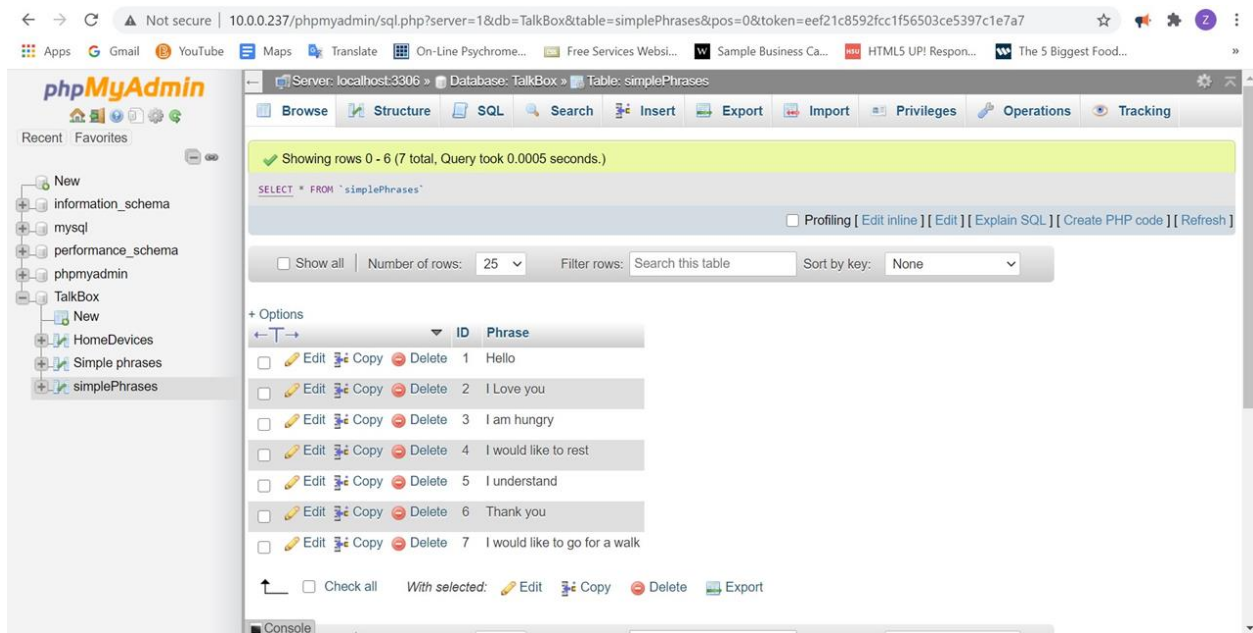 Not secure | 10.0.0.237/phpmyadmin/sql.php?server=1&db=TalkBox&table=simplePhrases&pos=0&token=eef21c8592fcc1f56503ce5397c1e7a7 Z
Apps Gmail YouTube Maps Translate On-Line Psychrome... Free Services Websi... W Sample Business Ca... NSU HTML5 UP! Respon... The 5 Biggest Food... »
phpMyAdmin
Recent Favorites
New
information_schema
mysql
performance_schema
phpmyadmin
TalkBox
New
HomeDevices
Simple phrases
simplePhrases
Server: localhost:3306 » Database: TalkBox » Table: simplePhrases
Browse Structure SQL Search Insert Export Import Privileges Operations Tracking
Showing rows 0 - 6 (7 total, Query took 0.0005 seconds.)
SELECT * FROM `simplePhrases`
Profiling [ Edit inline ] [ Edit ] [ Explain SQL ] [ Create PHP code ] [ Refresh ]
Show all | Number of rows: 25 Filter rows: Search this table Sort by key: None
+ Options
←T→ ID Phrase
Edit Copy Delete 1 Hello
Edit Copy Delete 2 I Love you
Edit Copy Delete 3 I am hungry
Edit Copy Delete 4 I would like to rest
Edit Copy Delete 5 I understand
Edit Copy Delete 6 Thank you
Edit Copy Delete 7 I would like to go for a walk
Check all With selected: Edit Copy Delete Export
Console